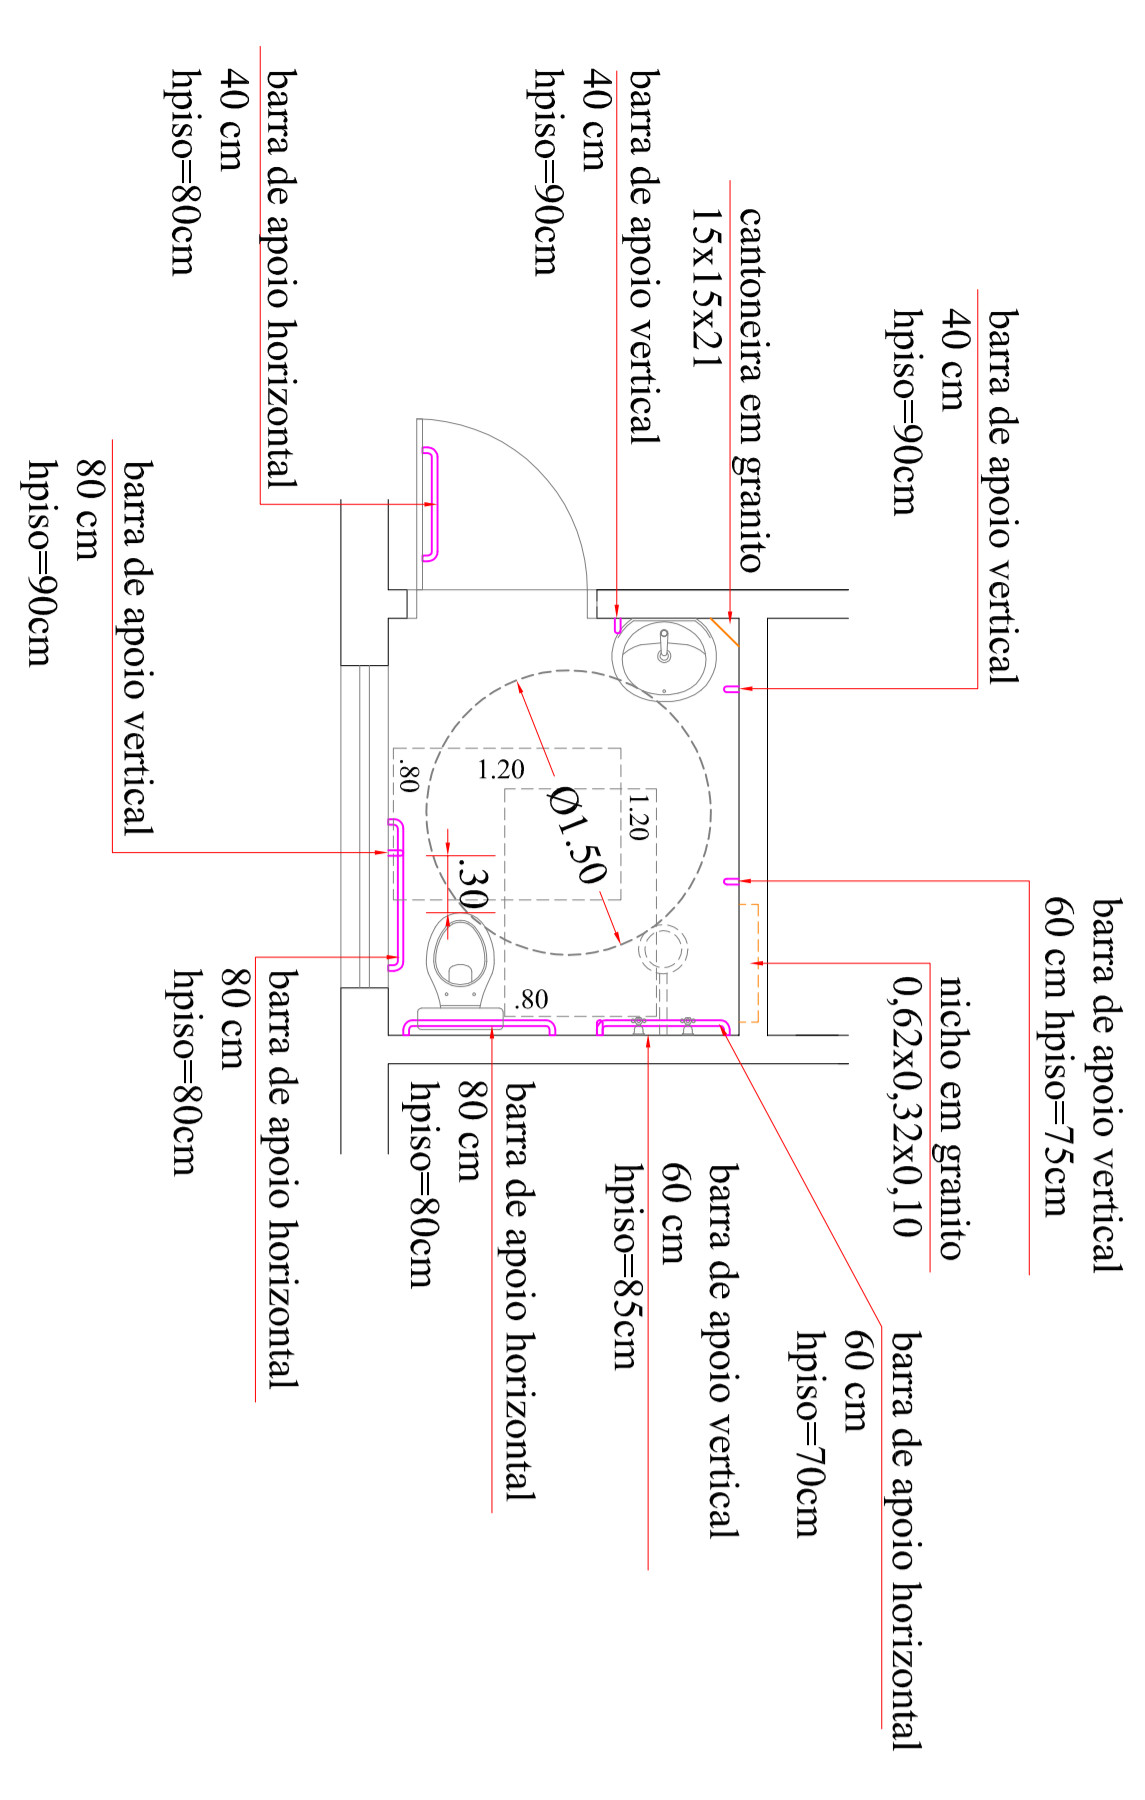 barra de apoio vertical
60 cm hpiso=75cm
barra de apoio vertical
40 cm
hpiso=90cm
nicho em granito
0,62x0,32x0,10
barra de apoio horizontal
60 cm
hpiso=70cm
cantoneira em granito
15x15x21
barra de apoio vertical
60 cm
hpiso=85cm
barra de apoio vertical
40 cm
hpiso=90cm
1.20
Ø1.50
1.20
.80
.30
.80
barra de apoio horizontal
80 cm
hpiso=80cm
barra de apoio horizontal
40 cm
hpiso=80cm
barra de apoio horizontal
80 cm
hpiso=80cm
barra de apoio vertical
80 cm
hpiso=90cm